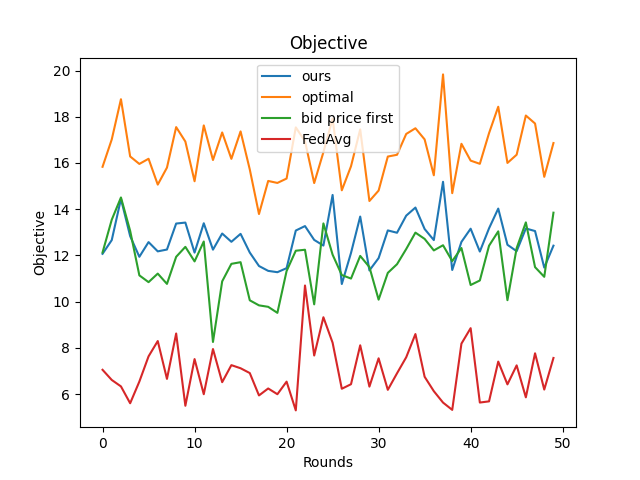 Objective
20
18
16
14
12
10
8
6
Objective
ours
optimal
bid price first
FedAvg
0 10 20 30 40 50
Rounds